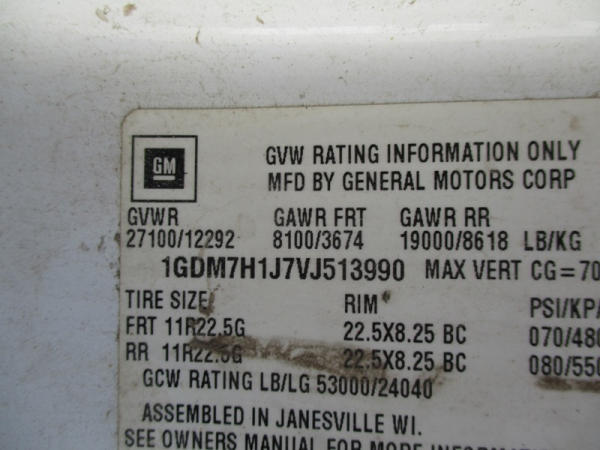 GM
GVW RATING INFORMATION ONLY
MFD BY GENERAL MOTORS CORP
GVWR GAWR FRT GAWR RR
27100/12292 8100/3674 19000/8618 LB/KG
1GDM7H1J7VJ513990 MAX VERT CG=70
TIRE SIZE RIM PSI/KP
FRT 11R22.5G 22.5X8.25 BC 070/480
RR 11R22.5G 22.5X8.25 BC 080/550
GCW RATING LB/LG 53000/24040
ASSEMBLED IN JANESVILLE WI.
SEE OWNERS MANUAL FOR MORE INFORMATION